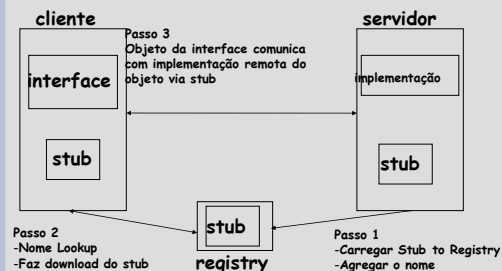 cliente
servidor
Passo 3
Objeto da interface comunica
com implementação remota do
objeto via stub
interface
implementação
stub
stub
stub
registry
Passo 2
-Nome Lookup
-Faz download do stub
Passo 1
-Carregar Stub to Registry
-Agregar o nome